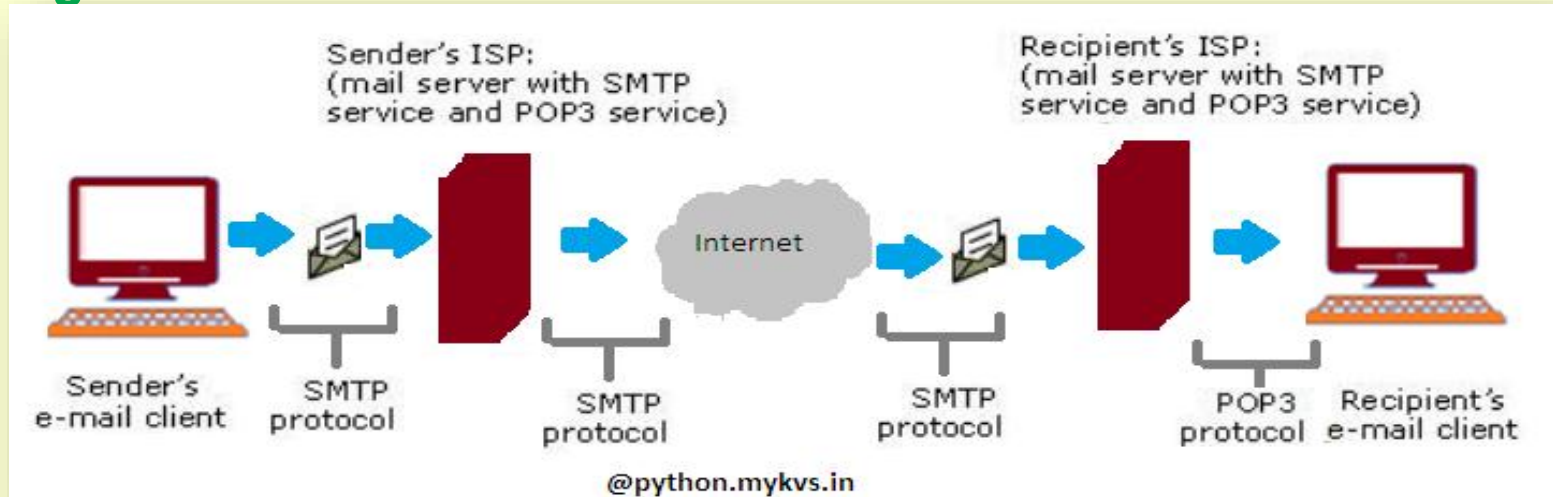 Sender's ISP:
(mail server with SMTP
service and POP3 service)
Recipient's ISP:
(mail server with SMTP
service and POP3 service)
Internet
Sender's
e-mail client
SMTP
protocol
SMTP
protocol
SMTP
protocol
POP3
protocol
Recipient's
e-mail client
@python.mykvs.in